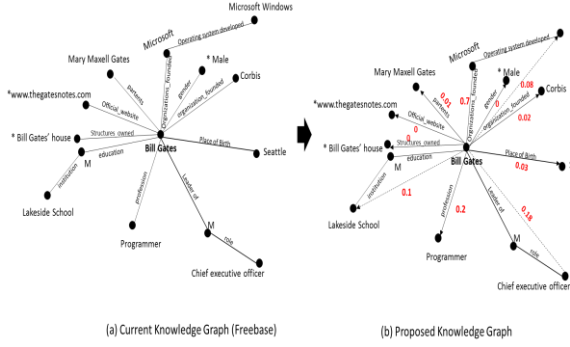 Microsoft Windows
Operating system developed
Microsoft
Mary Maxell Gates
* Male
Corbis
parents
Orgnizations_founded
gender
organization_founded
*www.thegatesnotes.com
Official_website
* Bill Gates' house
Structures_owned
M
education
Bill Gates
Place of Birth
Seattle
institution
Lakeside School
profession
Leader of
Programmer
M
role
Chief executive officer
(a) Current Knowledge Graph (Freebase)
Operating system developed
Microsoft
Mary Maxell Gates
* Male
Corbis
0.01
parents
0.7
Orgnizations_founded
gender
0
0.08
organization_founded
0.02
*www.thegatesnotes.com
Official_website
0
* Bill Gates' house
0
Structures_owned
M
education
Bill Gates
Place of Birth
0.03
institution
0.1
Lakeside School
profession
0.2
Leader of
0.18
Programmer
M
role
Chief executive officer
(b) Proposed Knowledge Graph